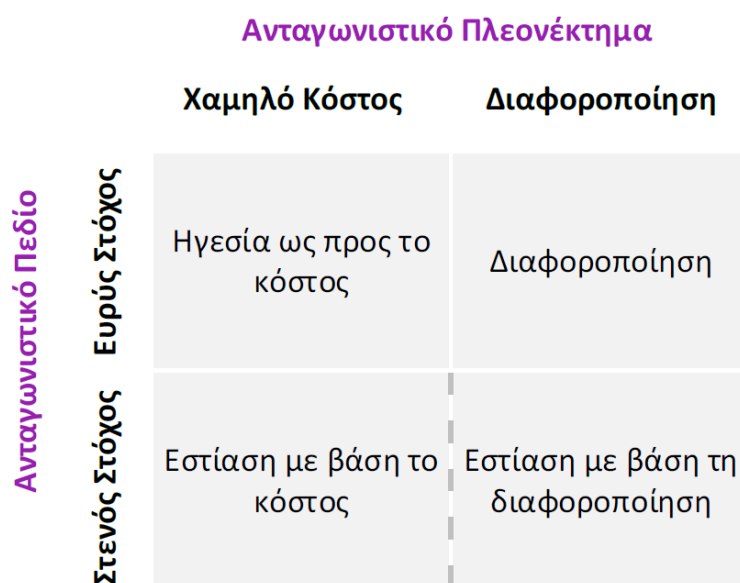 Ανταγωνιστικό Πλεονέκτημα
Χαμηλό Κόστος
Διαφοροποίηση
Ανταγωνιστικό Πεδίο
Ευρύς Στόχος
Ηγεσία ως προς το
κόστος
Διαφοροποίηση
Στενός Στόχος
Εστίαση με βάση το
κόστος
Εστίαση με βάση τη
διαφοροποίηση